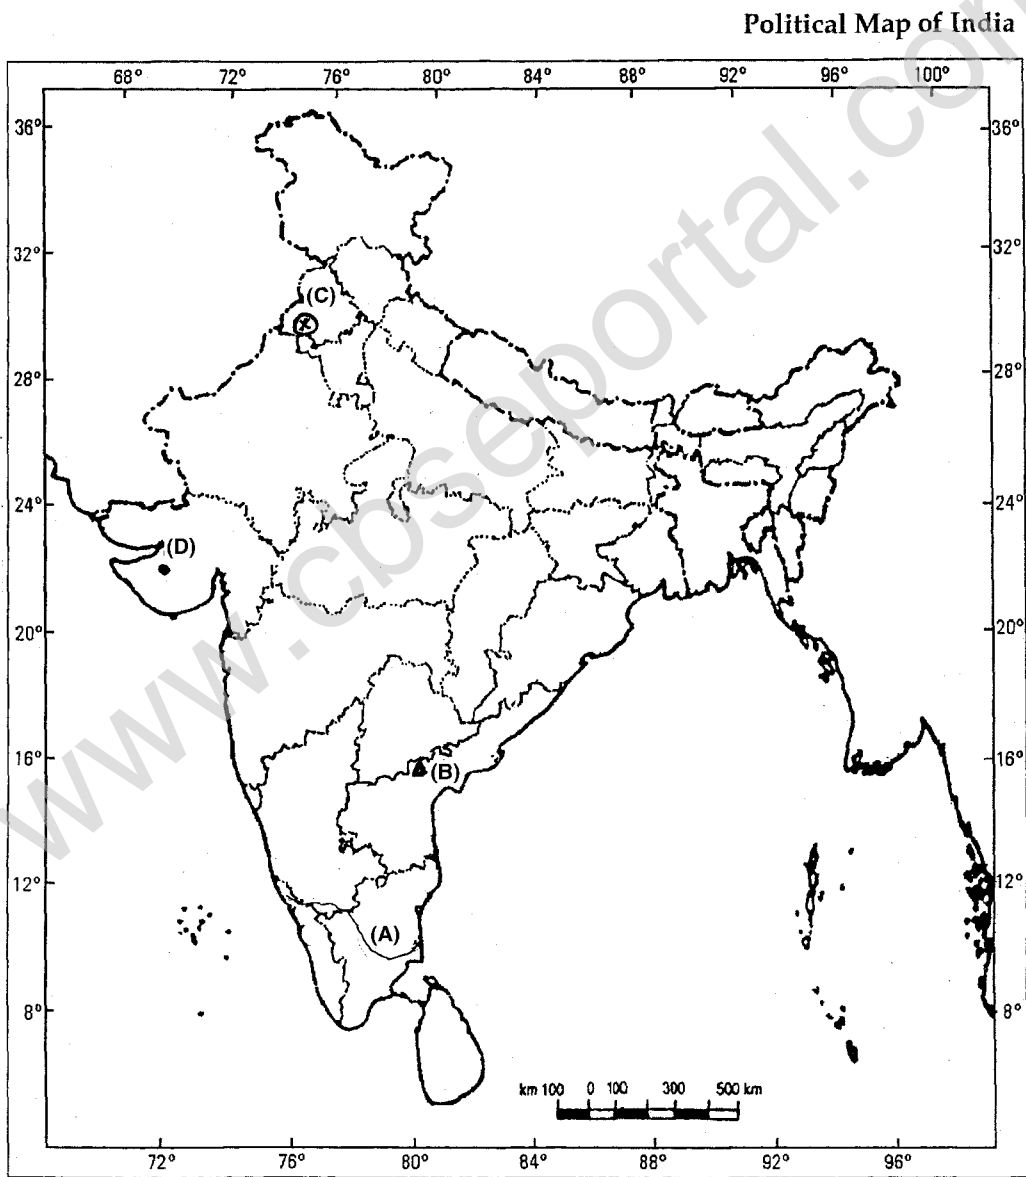 Political Map of India
68° 72° 76° 80° 84° 88° 92° 96° 100°
36° 36°
32° 32°
(C)
28° 28°
24° 24°
(D)
20° 20°
16° 16°
(B)
12° 12°
(A)
8° 8°
km 100 0 100 300 500 km
72° 76° 80° 84° 88° 92° 96°
www.cbseportal.com